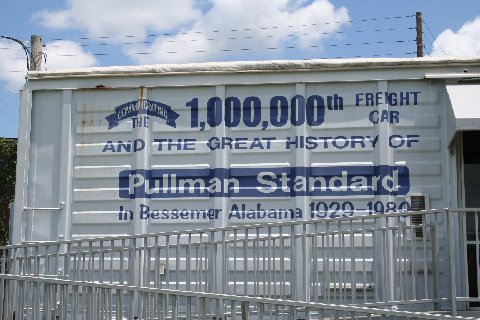 COMMEMORATING
THE 1,000,000th FREIGHT CAR
AND THE GREAT HISTORY OF
Pullman Standard
In Bessemer Alabama 1929-1980